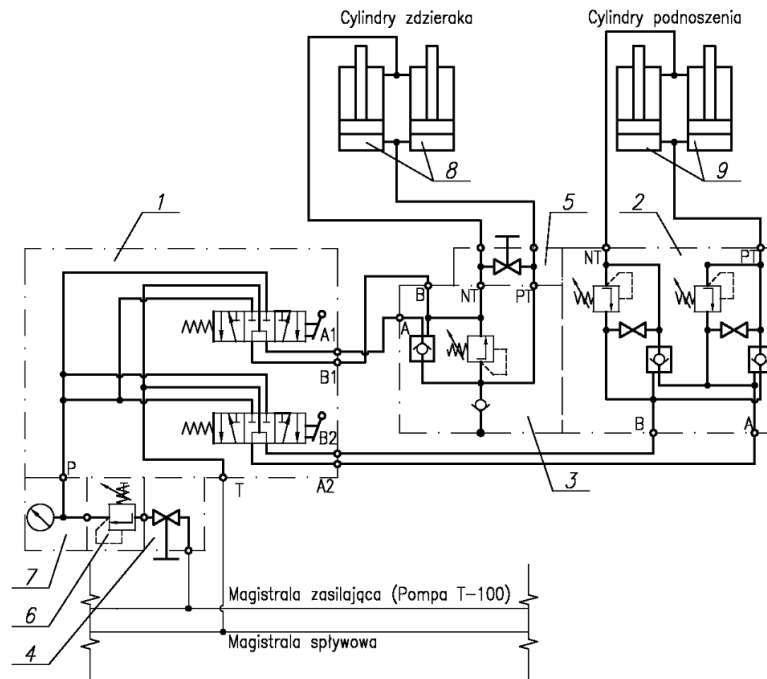 Cylindry zdzieraka
Cylindry podnoszenia
8
9
1
5
2
NT
PT
B
NT
PT
A
A1
B1
B2
A2
B
A
3
P
T
7
6
4
Magistrala zasilająca (Pompa T-100)
Magistrala spływowa